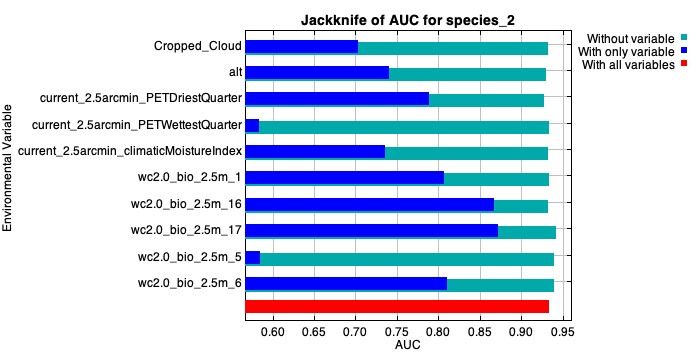 Jackknife of AUC for species_2
Without variable
With only variable
With all variables
Environmental Variable
Cropped_Cloud
alt
current_2.5arcmin_PETDriestQuarter
current_2.5arcmin_PETWettestQuarter
current_2.5arcmin_climaticMoistureIndex
wc2.0_bio_2.5m_1
wc2.0_bio_2.5m_16
wc2.0_bio_2.5m_17
wc2.0_bio_2.5m_5
wc2.0_bio_2.5m_6
0.60 0.65 0.70 0.75 0.80 0.85 0.90 0.95
AUC